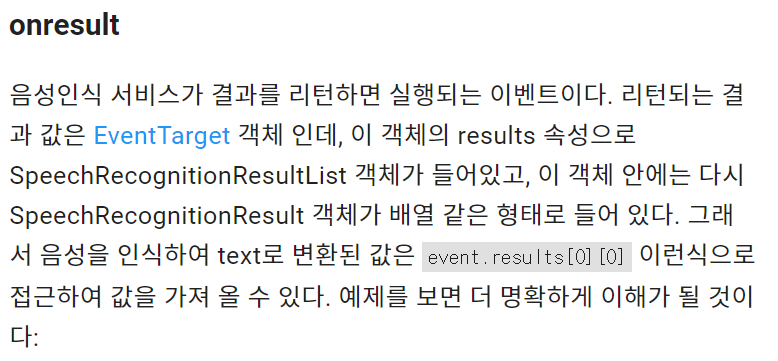 onresult
음성인식 서비스가 결과를 리턴하면 실행되는 이벤트이다. 리턴되는 결
과 값은 EventTarget 객체 인데, 이 객체의 results 속성으로
SpeechRecognitionResultList 객체가 들어있고, 이 객체 안에는 다시
SpeechRecognitionResult 객체가 배열 같은 형태로 들어 있다. 그래
서 음성을 인식하여 text로 변환된 값은 event.results[0][0] 이런식으로
접근하여 값을 가져 올 수 있다. 예제를 보면 더 명확하게 이해가 될 것이
다: